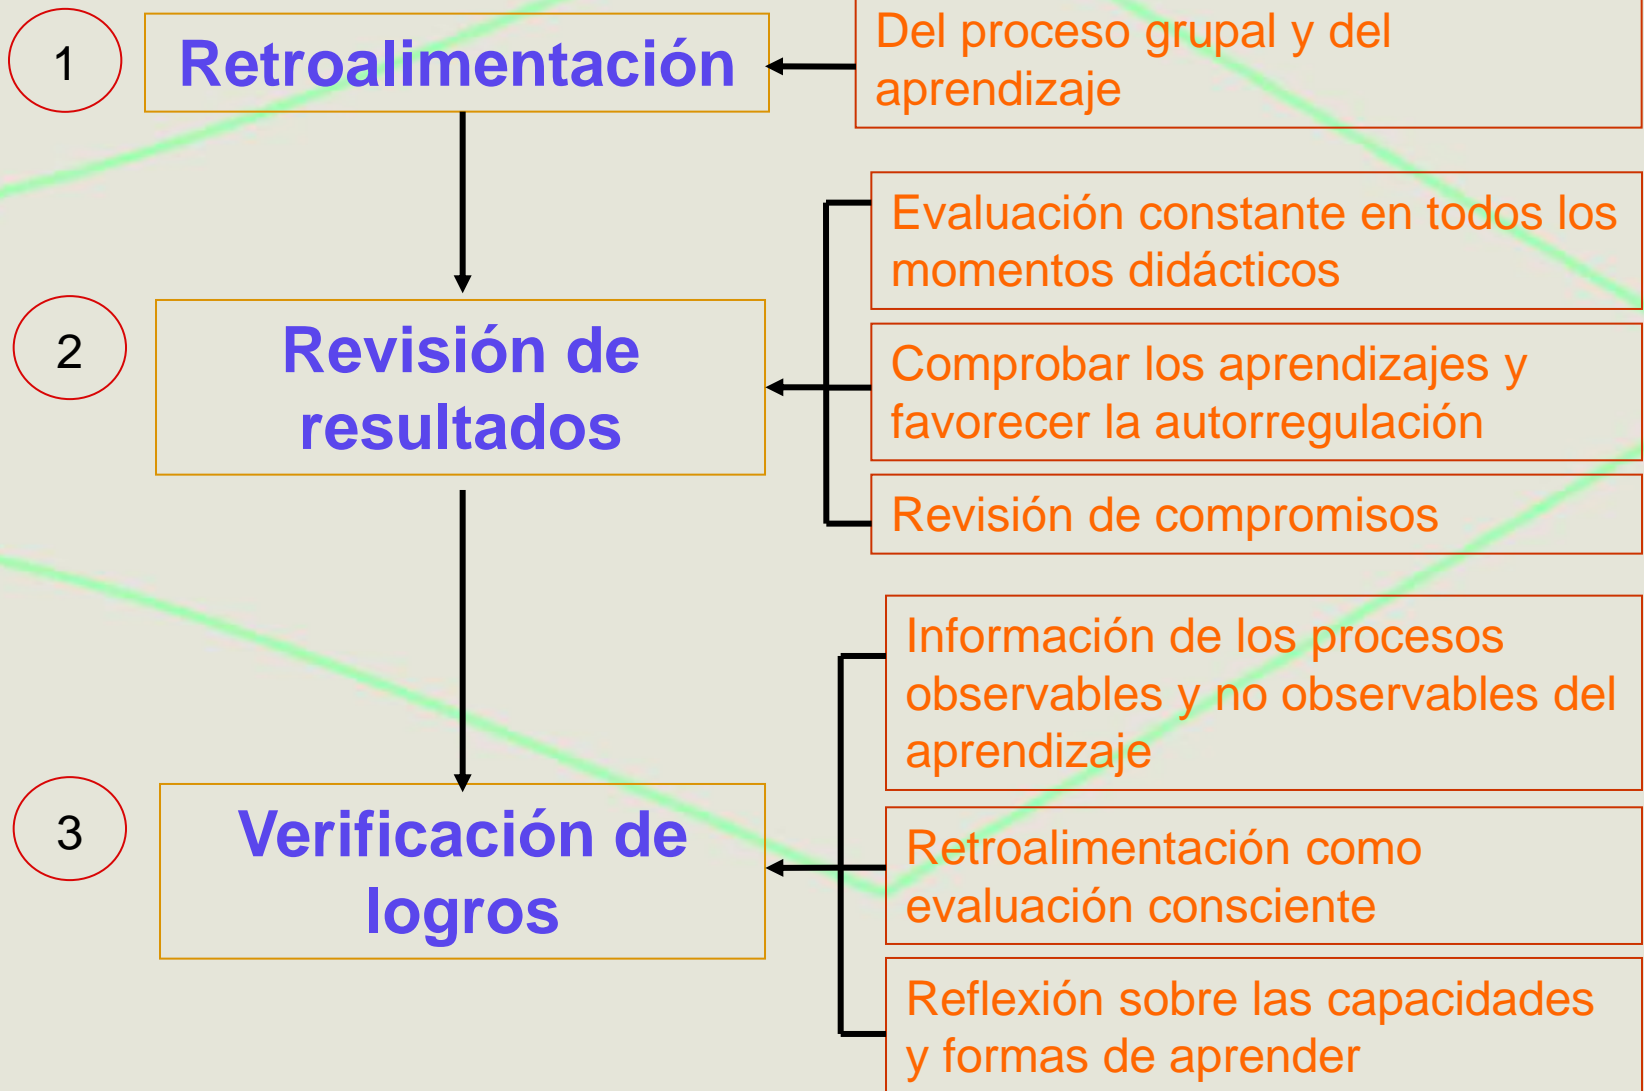 1
Retroalimentación
Del proceso grupal y del
aprendizaje
2
Revisión de
resultados
Evaluación constante en todos los
momentos didácticos
Comprobar los aprendizajes y
favorecer la autorregulación
Revisión de compromisos
3
Verificación de
logros
Información de los procesos
observables y no observables del
aprendizaje
Retroalimentación como
evaluación consciente
Reflexión sobre las capacidades
y formas de aprender